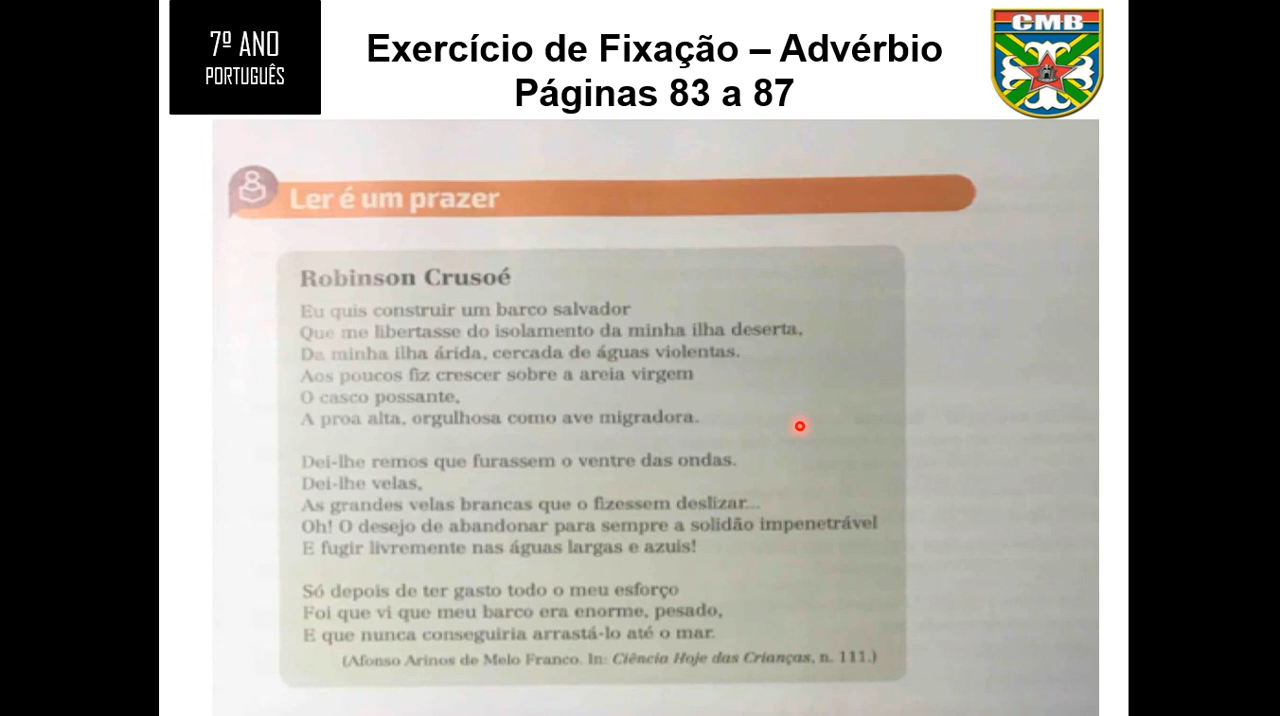 7º ANO
PORTUGUÊS
Exercício de Fixação – Advérbio
Páginas 83 a 87
CMB
Ler é um prazer
Robinson Crusoé
Eu quis construir um barco salvador
Que me libertasse do isolamento da minha ilha deserta,
Da minha ilha árida, cercada de águas violentas.
Aos poucos fiz crescer sobre a areia virgem
O casco possante,
A proa alta, orgulhosa como ave migradora.
Dei-lhe remos que furassem o ventre das ondas.
Dei-lhe velas,
As grandes velas brancas que o fizessem deslizar...
Oh! O desejo de abandonar para sempre a solidão impenetrável
E fugir livremente nas águas largas e azuis!
Só depois de ter gasto todo o meu esforço
Foi que vi que meu barco era enorme, pesado,
E que nunca conseguiria arrastá-lo até o mar.
(Afonso Arinos de Melo Franco. In: Ciência Hoje das Crianças, n. 111.)